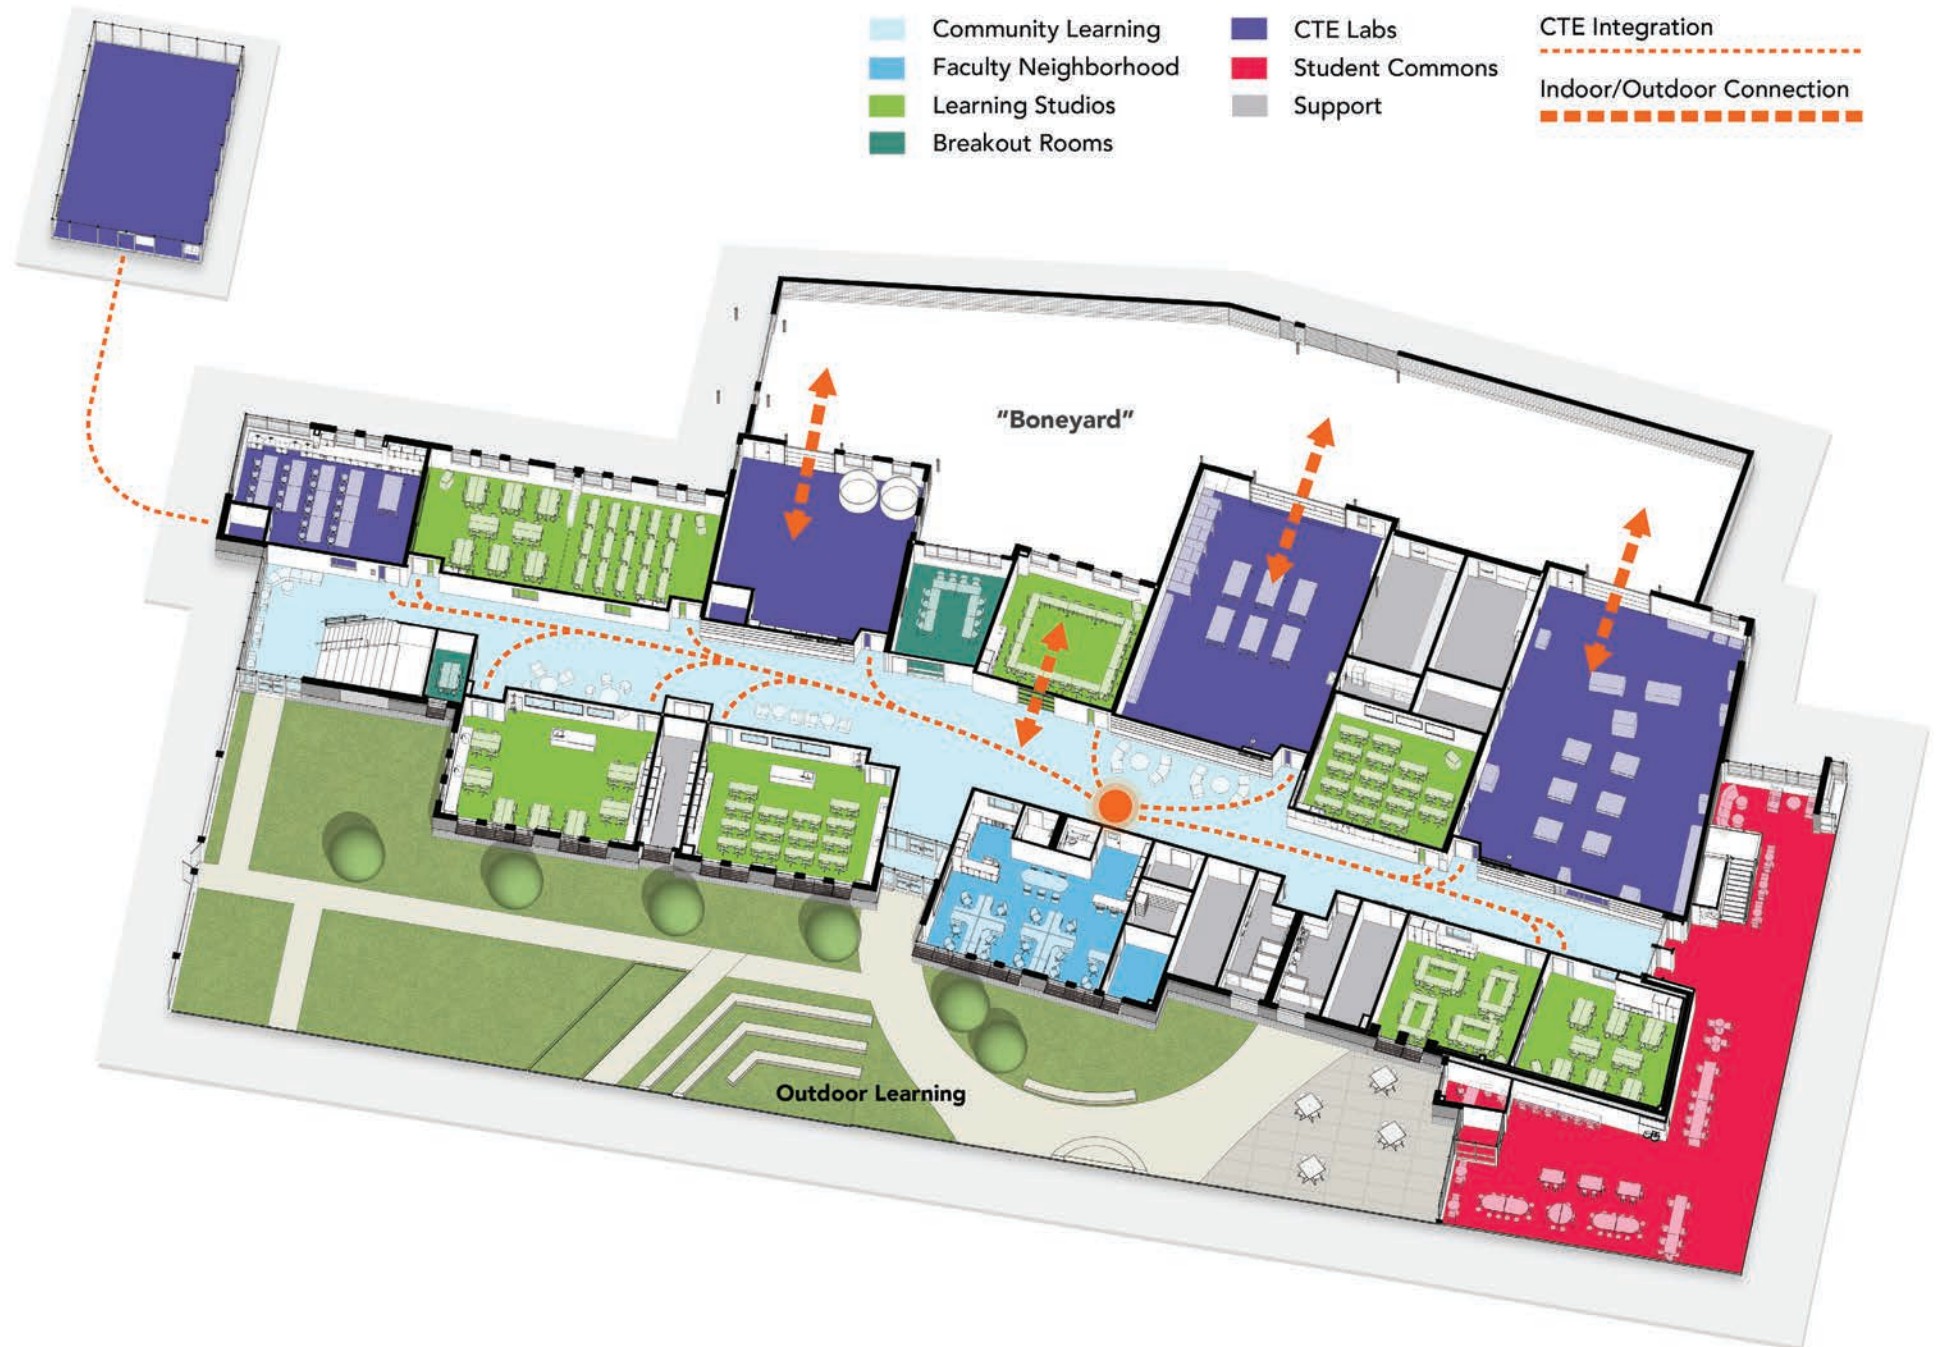 Community Learning
Faculty Neighborhood
Learning Studios
Breakout Rooms
CTE Labs
Student Commons
Support
CTE Integration
Indoor/Outdoor Connection
"Boneyard"
Outdoor Learning